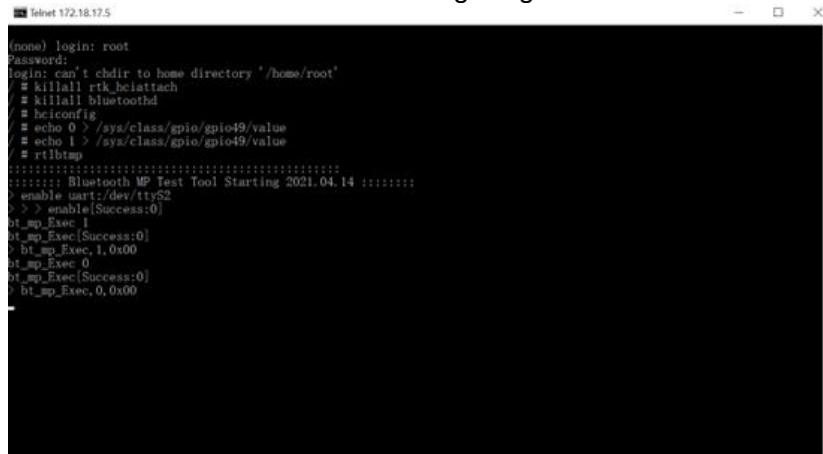 Telnet 172.18.17.5
(none) login: root
Password:
login: can't chdir to home directory '/home/root'
/ # killall rtk_hciattach
/ # killall bluetoothd
/ # hciconfig
/ # echo 0 > /sys/class/gpio/gpio49/value
/ # echo 1 > /sys/class/gpio/gpio49/value
/ # rtlbtmp
:::::::::::::::::::::::::::::::::::::::::::::::::
:::::::: Bluetooth MP Test Tool Starting 2021.04.14 ::::::::
> enable uart:/dev/ttyS2
> > > enable[Success:0]
bt_mp_Exec 1
bt_mp_Exec[Success:0]
> bt_mp_Exec,1,0x00
bt_mp_Exec 0
bt_mp_Exec[Success:0]
> bt_mp_Exec,0,0x00